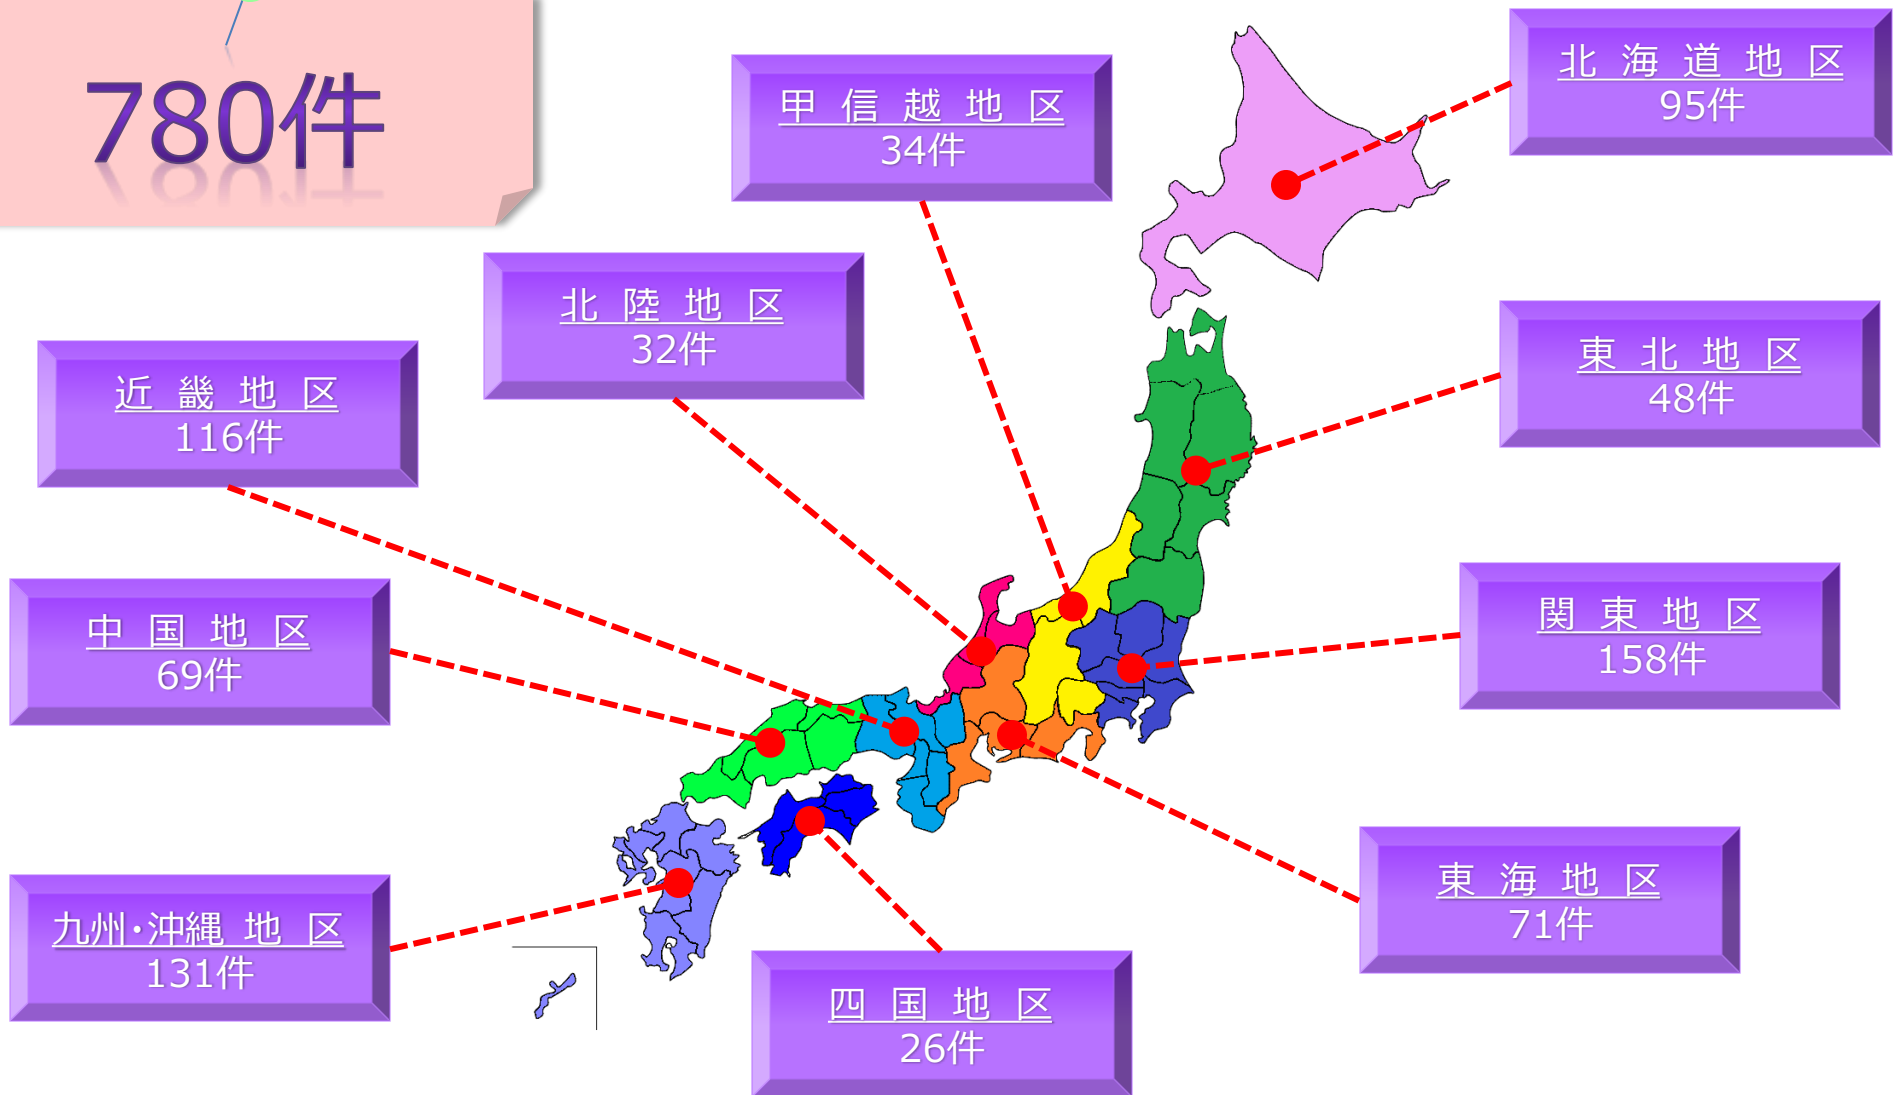 780件
北海道地区
95件
甲信越地区
34件
北陸地区
32件
東北地区
48件
近畿地区
116件
中国地区
69件
関東地区
158件
東海地区
71件
九州・沖縄地区
131件
四国地区
26件